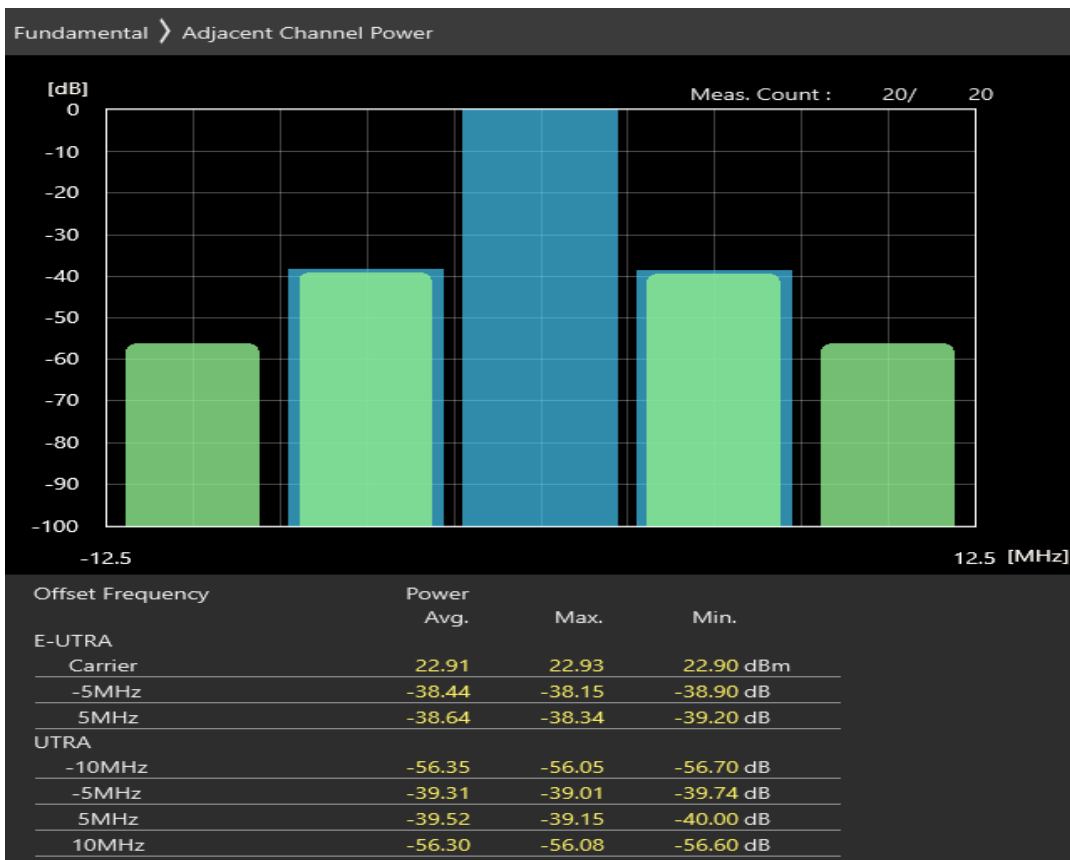 Fundamental 〉 Adjacent Channel Power
[dB]
Meas. Count : 20/ 20
0
-10
-20
-30
-40
-50
-60
-70
-80
-90
-100
-12.5 12.5 [MHz]
Offset Frequency Power
Avg. Max. Min.
E-UTRA
Carrier 22.91 22.93 22.90 dBm
-5MHz -38.44 -38.15 -38.90 dB
5MHz -38.64 -38.34 -39.20 dB
UTRA
-10MHz -56.35 -56.05 -56.70 dB
-5MHz -39.31 -39.01 -39.74 dB
5MHz -39.52 -39.15 -40.00 dB
10MHz -56.30 -56.08 -56.60 dB